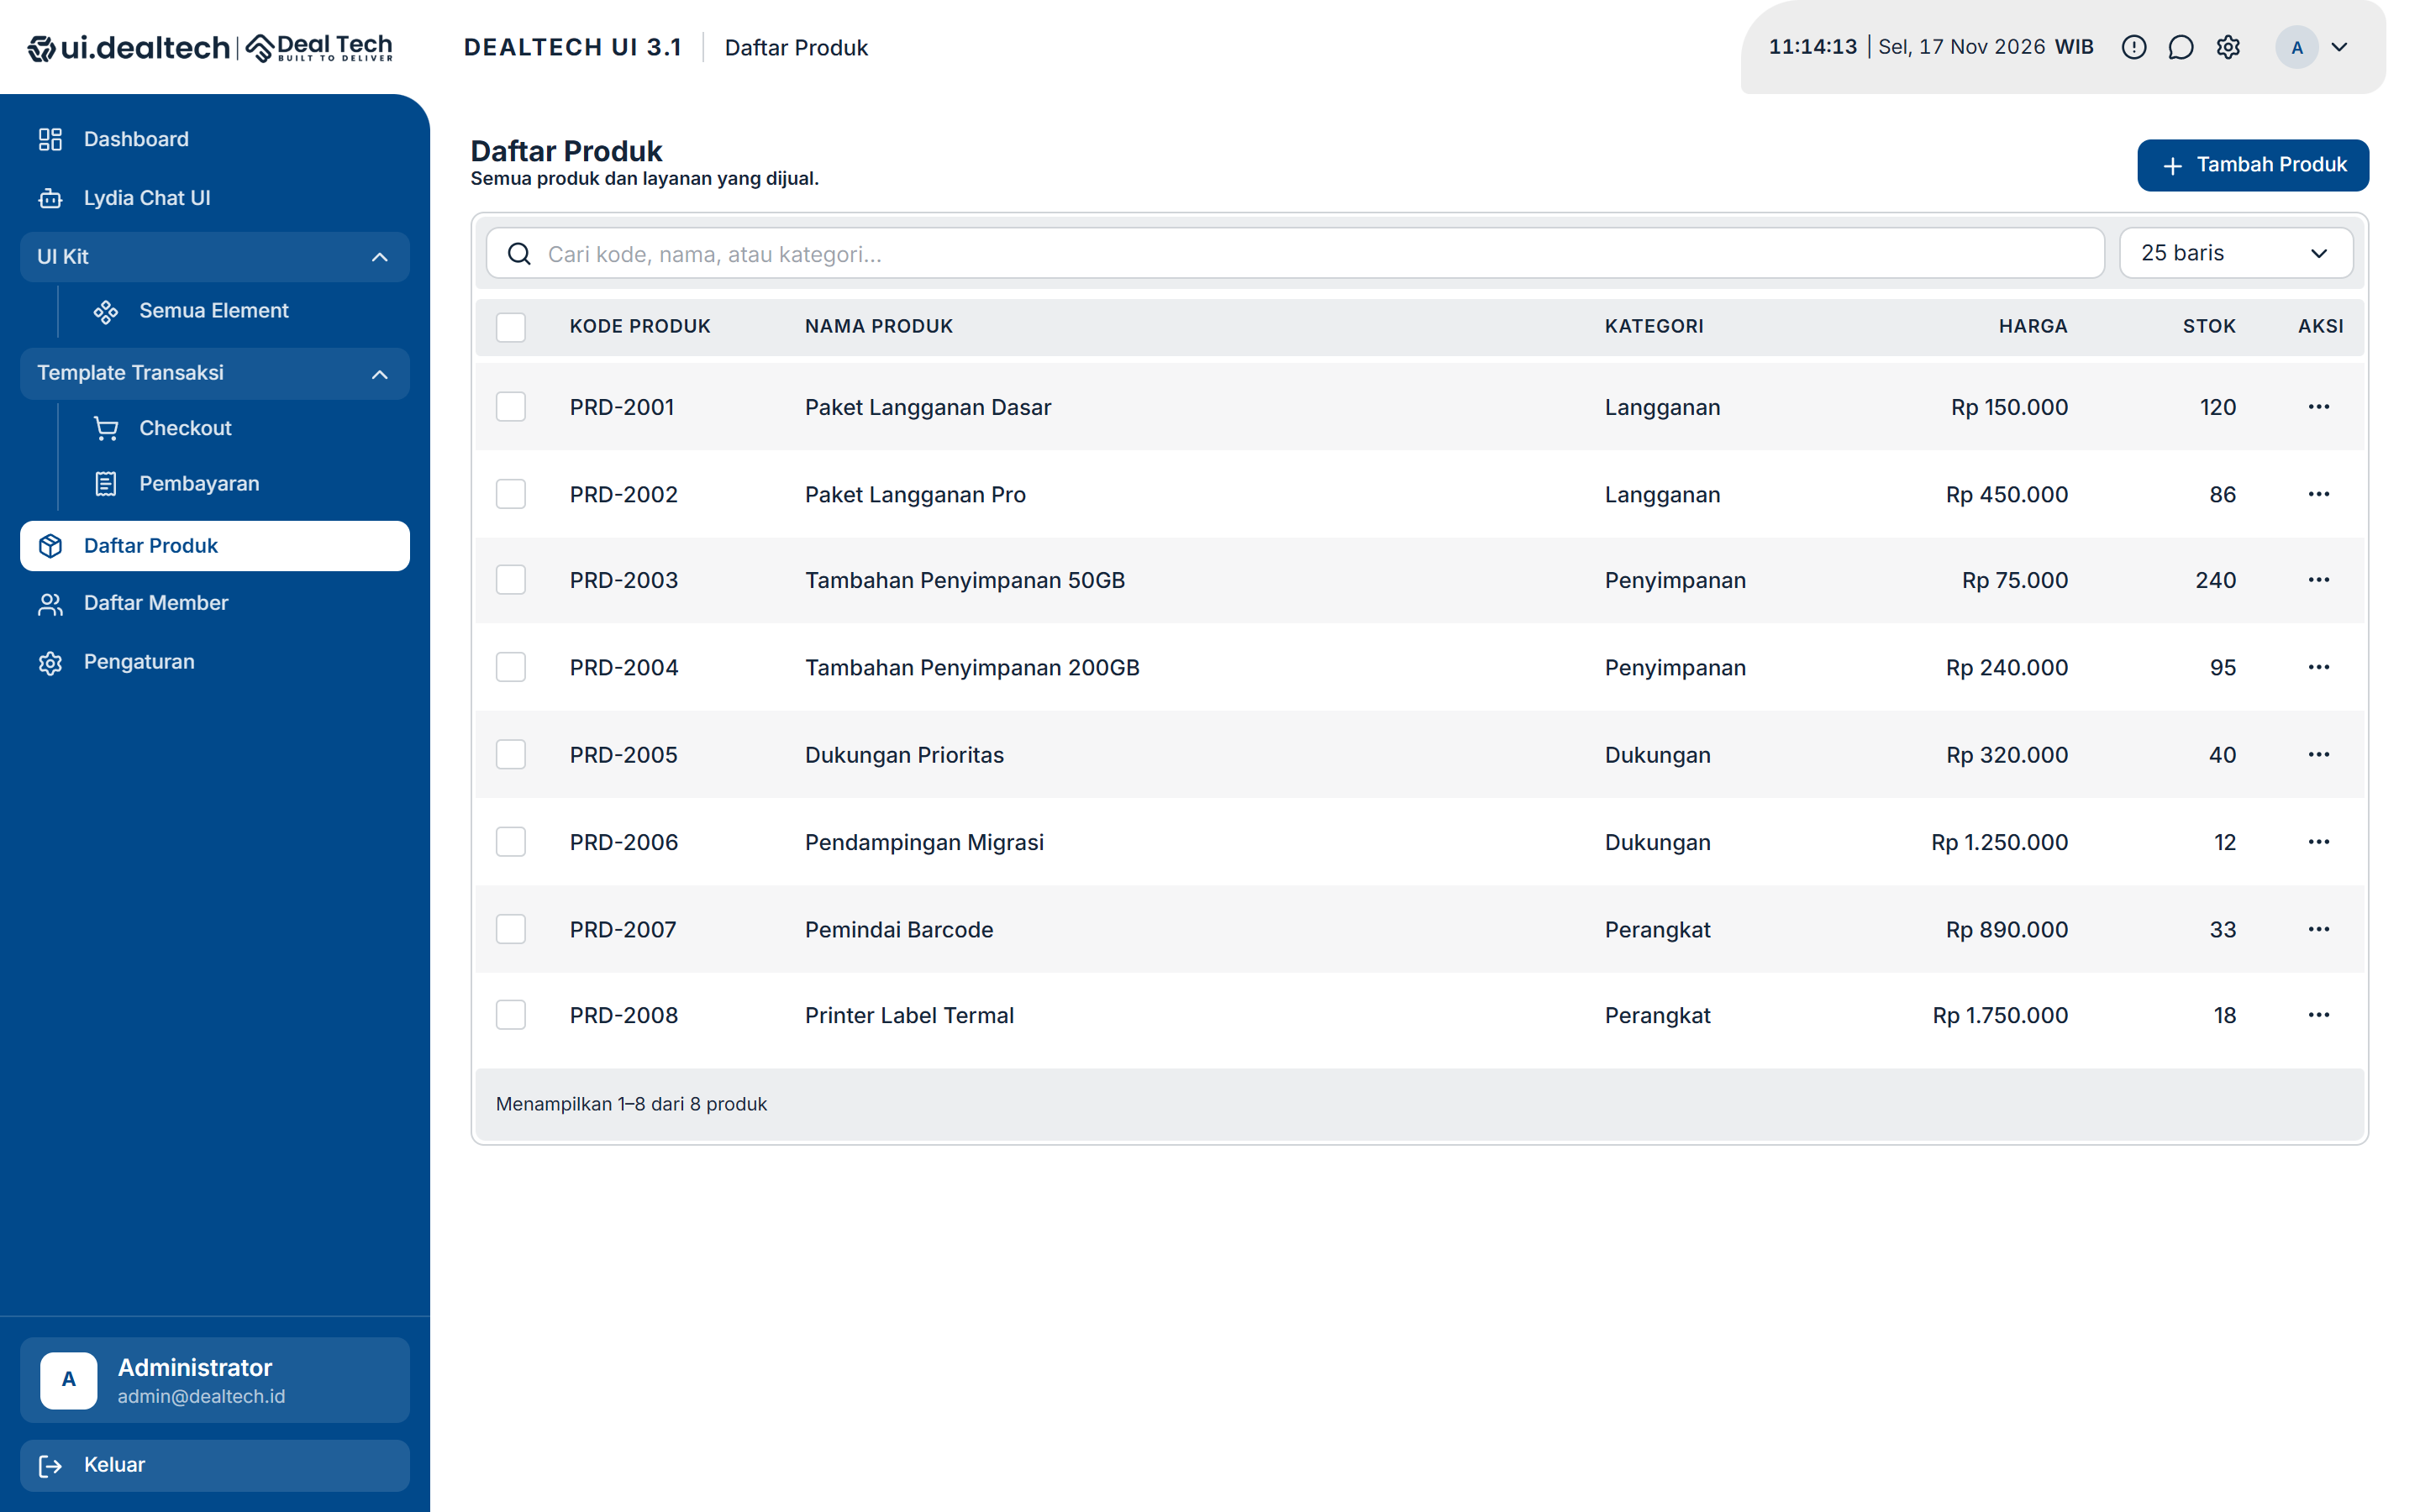 ui.dealtech | Deal Tech
BUILT TO DELIVER
DEALTECH UI 3.1
Daftar Produk
11:14:13 | Sel, 17 Nov 2026 WIB
A
Dashboard
Lydia Chat UI
UI Kit
Semua Element
Template Transaksi
Checkout
Pembayaran
Daftar Produk
Daftar Member
Pengaturan
A
Administrator
admin@dealtech.id
Keluar
Daftar Produk
Semua produk dan layanan yang dijual.
Tambah Produk
Cari kode, nama, atau kategori...
25 baris
KODE PRODUK NAMA PRODUK KATEGORI HARGA STOK AKSI
PRD-2001 Paket Langganan Dasar Langganan Rp 150.000 120
PRD-2002 Paket Langganan Pro Langganan Rp 450.000 86
PRD-2003 Tambahan Penyimpanan 50GB Penyimpanan Rp 75.000 240
PRD-2004 Tambahan Penyimpanan 200GB Penyimpanan Rp 240.000 95
PRD-2005 Dukungan Prioritas Dukungan Rp 320.000 40
PRD-2006 Pendampingan Migrasi Dukungan Rp 1.250.000 12
PRD-2007 Pemindai Barcode Perangkat Rp 890.000 33
PRD-2008 Printer Label Termal Perangkat Rp 1.750.000 18
Menampilkan 1–8 dari 8 produk